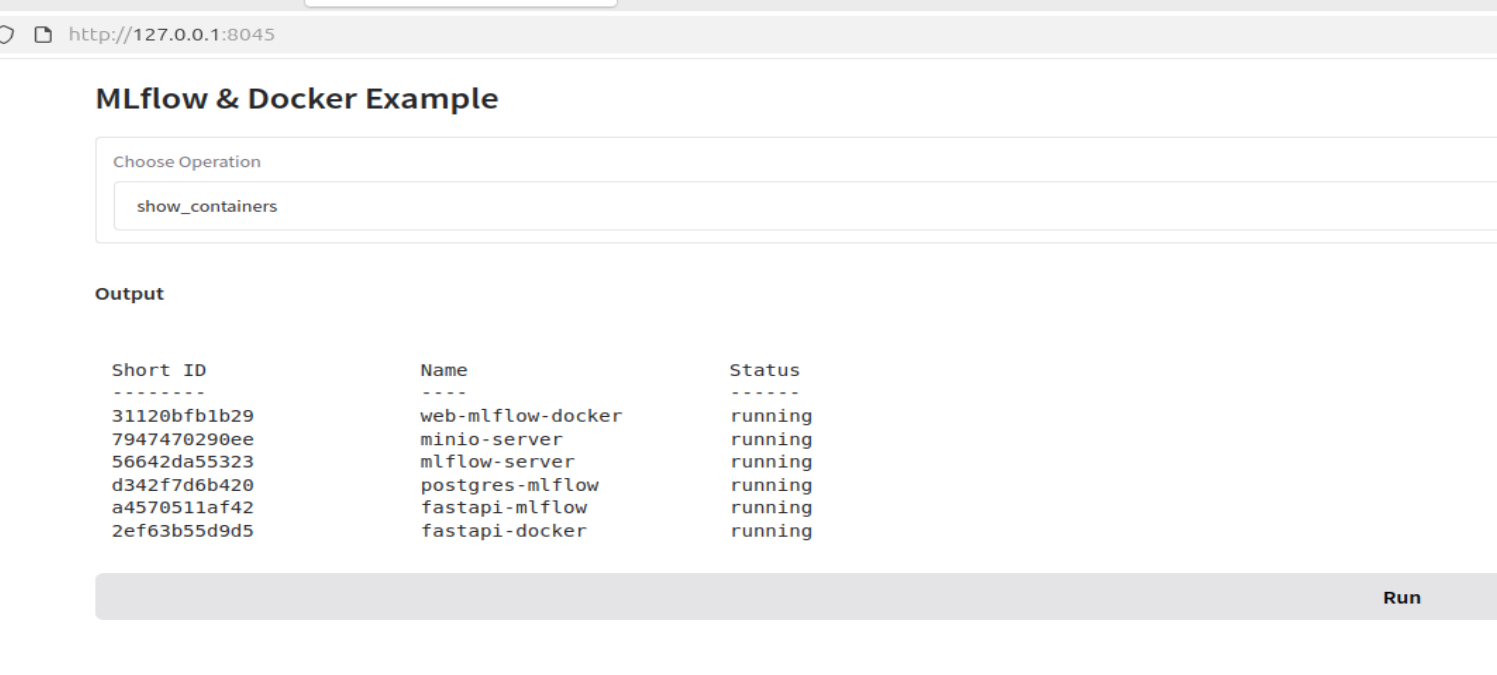 http://127.0.0.1:8045
MLflow & Docker Example
Choose Operation
show_containers
Output
Short ID Name Status
-------- ---- ------
31120bfb1b29 web-mlflow-docker running
7947470290ee minio-server running
56642da55323 mlflow-server running
d342f7d6b420 postgres-mlflow running
a4570511af42 fastapi-mlflow running
2ef63b55d9d5 fastapi-docker running
Run